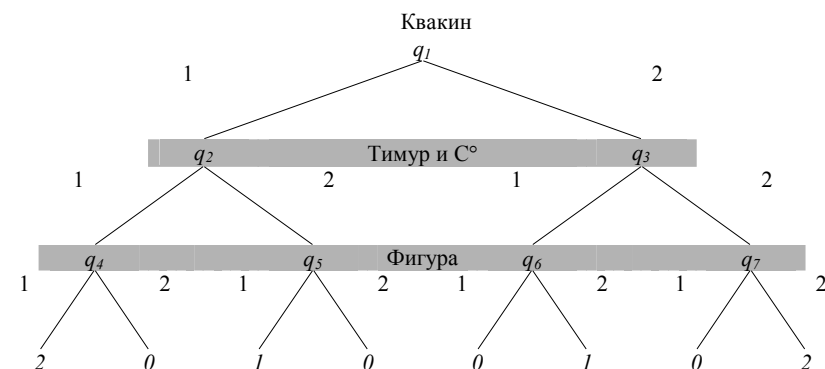 Квакин
q1
1 2
q2 Тимур и С° q3
1 2 1 2
q4 q5 Фигура q6 q7
1 2 1 2 1 2 1 2
2 0 1 0 0 1 0 2